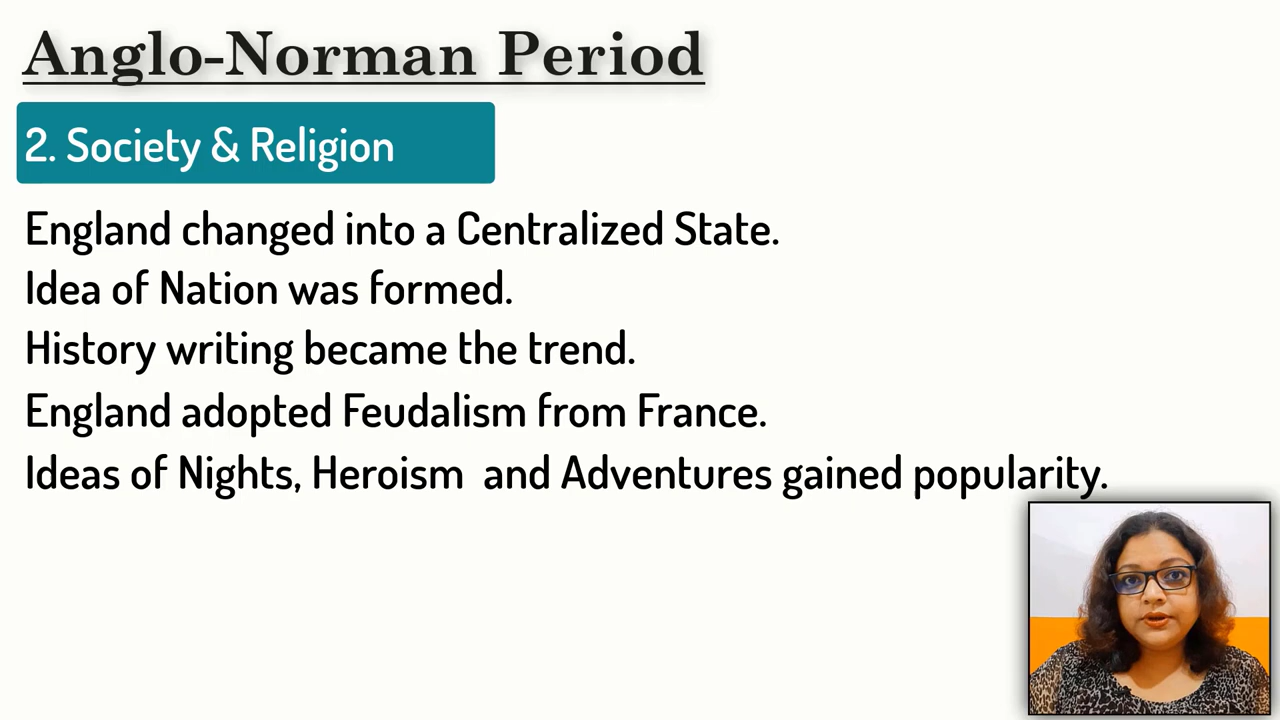 Anglo-Norman Period
2. Society & Religion
England changed into a Centralized State.
Idea of Nation was formed.
History writing became the trend.
England adopted Feudalism from France.
Ideas of Nights, Heroism and Adventures gained popularity.